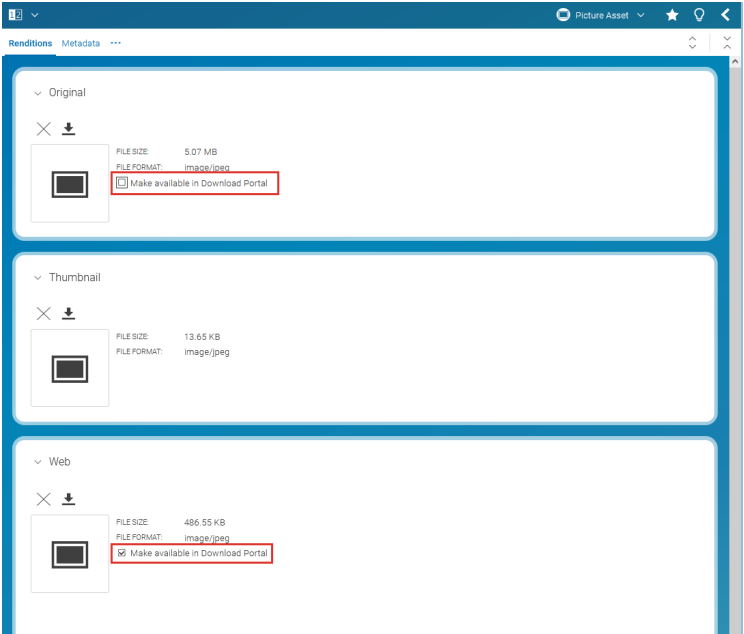 12
Picture Asset
Renditions Metadata ...
Original
FILE SIZE: 5.07 MB
FILE FORMAT: image/jpeg
Make available in Download Portal
Thumbnail
FILE SIZE: 13.65 KB
FILE FORMAT: image/jpeg
Web
FILE SIZE: 486.55 KB
FILE FORMAT: image/jpeg
Make available in Download Portal